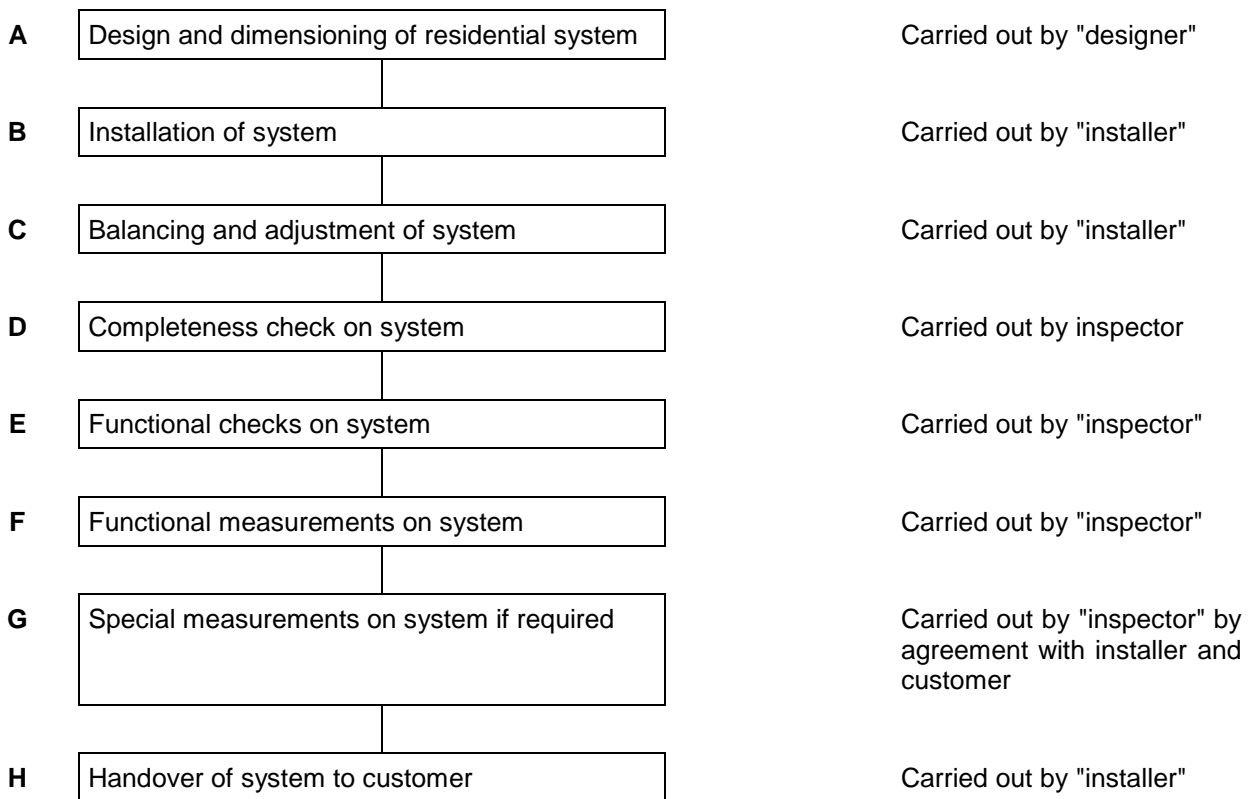 A Design and dimensioning of residential system Carried out by "designer"
B Installation of system Carried out by "installer"
C Balancing and adjustment of system Carried out by "installer"
D Completeness check on system Carried out by inspector
E Functional checks on system Carried out by "inspector"
F Functional measurements on system Carried out by "inspector"
G Special measurements on system if required Carried out by "inspector" by
agreement with installer and
customer
H Handover of system to customer Carried out by "installer"